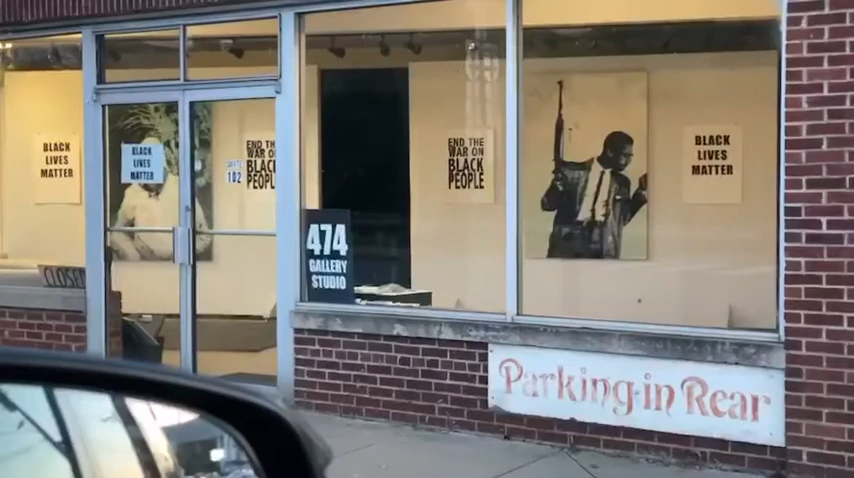 BLACK
LIVES
MATTER
BLACK
LIVES
MATTER
END THE
WAR ON
BLACK
PEOPLE
102
END THE
WAR ON
BLACK
PEOPLE
BLACK
LIVES
MATTER
474
GALLERY
STUDIO
CLOSED
Parking in Rear